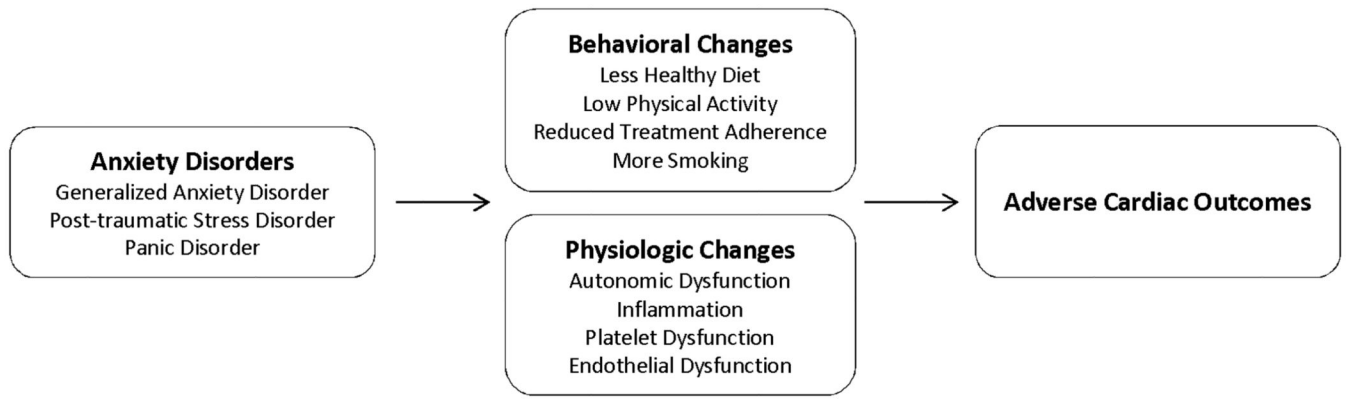 Anxiety Disorders
Generalized Anxiety Disorder
Post-traumatic Stress Disorder
Panic Disorder
Behavioral Changes
Less Healthy Diet
Low Physical Activity
Reduced Treatment Adherence
More Smoking
Physiologic Changes
Autonomic Dysfunction
Inflammation
Platelet Dysfunction
Endothelial Dysfunction
Adverse Cardiac Outcomes